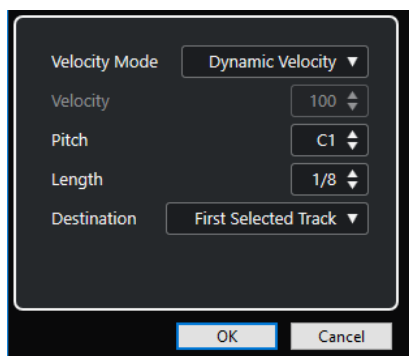 Velocity Mode Dynamic Velocity
Velocity 100
Pitch C1
Length 1/8
Destination First Selected Track
OK Cancel